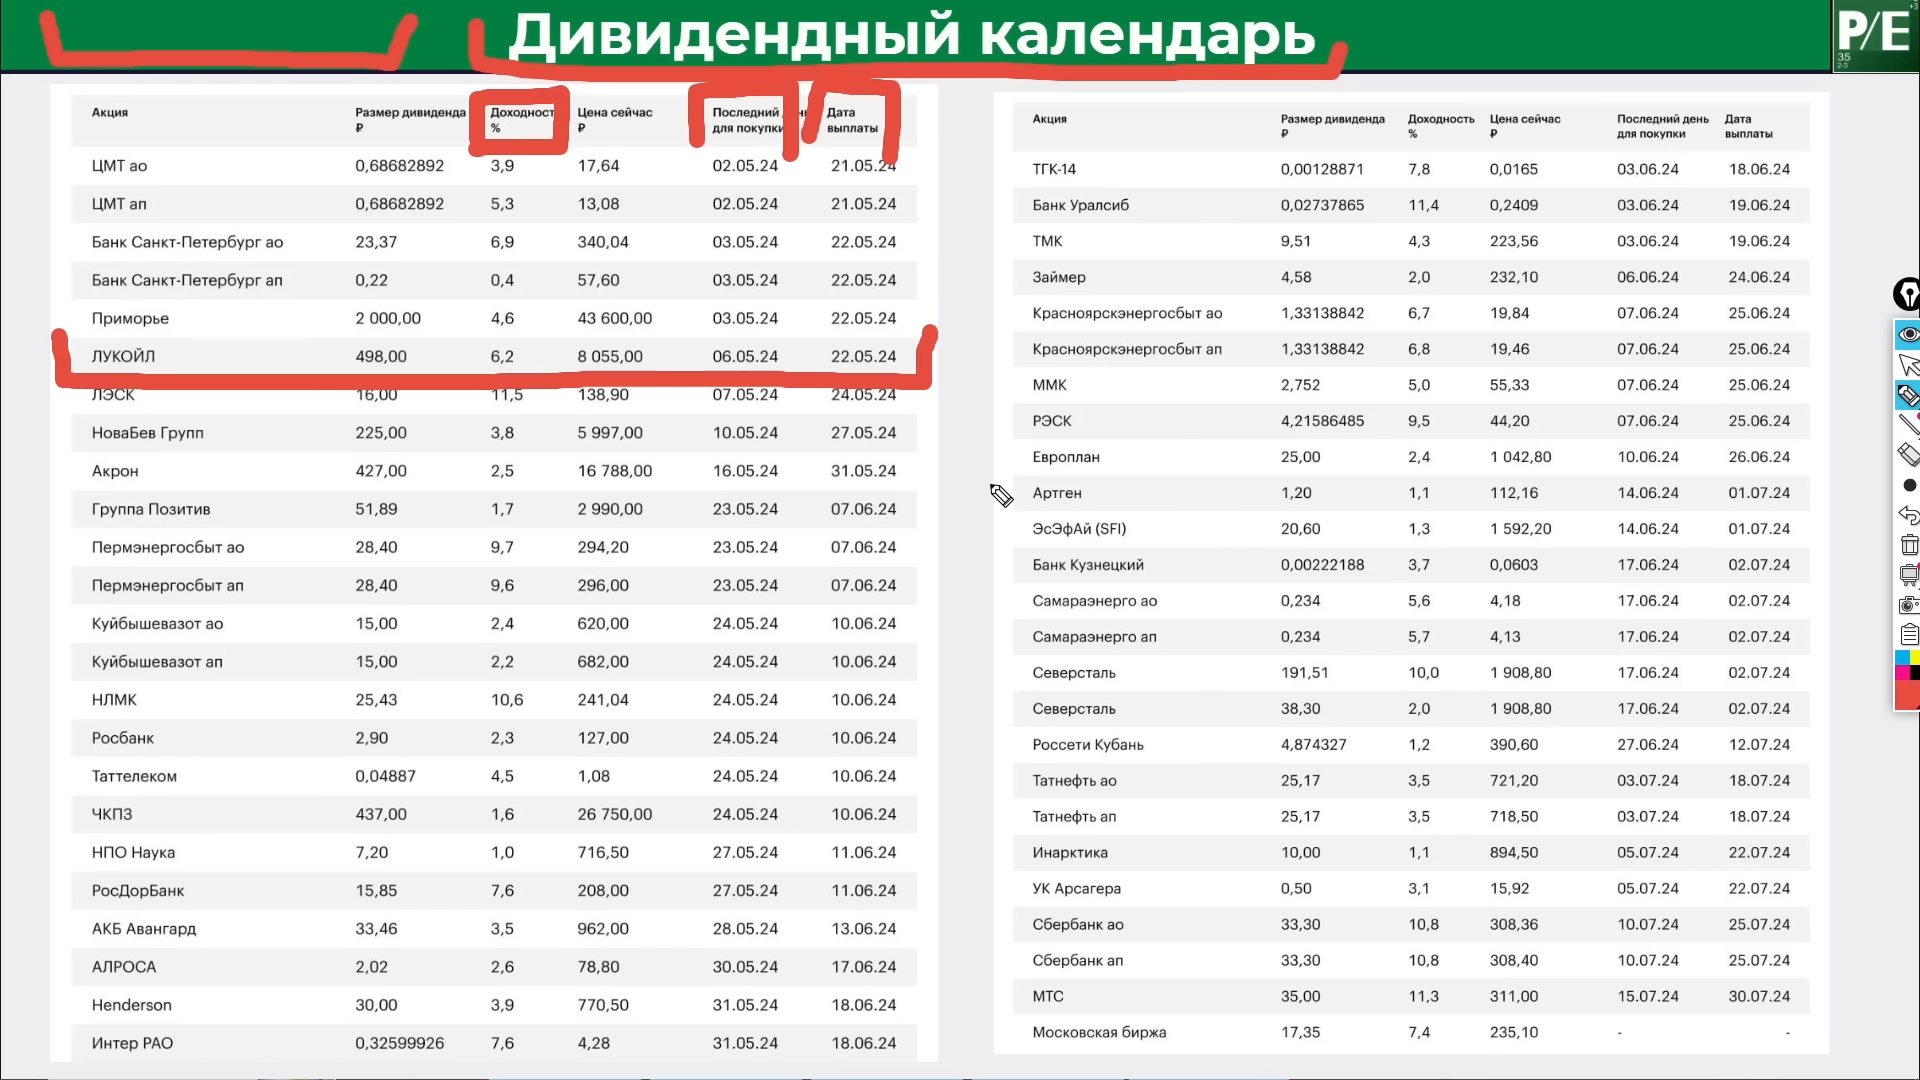 Дивидендный календарь
P/E
35
2-3
Акция Размер дивиденда ₽ Доходность % Цена сейчас ₽ Последний день для покупки Дата выплаты
ЦМТ ао 0,68682892 3,9 17,64 02.05.24 21.05.24
ЦМТ ап 0,68682892 5,3 13,08 02.05.24 21.05.24
Банк Санкт-Петербург ао 23,37 6,9 340,04 03.05.24 22.05.24
Банк Санкт-Петербург ап 0,22 0,4 57,60 03.05.24 22.05.24
Приморье 2 000,00 4,6 43 600,00 03.05.24 22.05.24
ЛУКОЙЛ 498,00 6,2 8 055,00 06.05.24 22.05.24
ЛЭСК 16,00 11,5 138,90 07.05.24 24.05.24
НоваБев Групп 225,00 3,8 5 997,00 10.05.24 27.05.24
Акрон 427,00 2,5 16 788,00 16.05.24 31.05.24
Группа Позитив 51,89 1,7 2 990,00 23.05.24 07.06.24
Пермэнергосбыт ао 28,40 9,7 294,20 23.05.24 07.06.24
Пермэнергосбыт ап 28,40 9,6 296,00 23.05.24 07.06.24
Куйбышевазот ао 15,00 2,4 620,00 24.05.24 10.06.24
Куйбышевазот ап 15,00 2,2 682,00 24.05.24 10.06.24
НЛМК 25,43 10,6 241,04 24.05.24 10.06.24
Росбанк 2,90 2,3 127,00 24.05.24 10.06.24
Таттелеком 0,04887 4,5 1,08 24.05.24 10.06.24
ЧКПЗ 437,00 1,6 26 750,00 24.05.24 10.06.24
НПО Наука 7,20 1,0 716,50 27.05.24 11.06.24
РосДорБанк 15,85 7,6 208,00 27.05.24 11.06.24
АКБ Авангард 33,46 3,5 962,00 28.05.24 13.06.24
АЛРОСА 2,02 2,6 78,80 30.05.24 17.06.24
Henderson 30,00 3,9 770,50 31.05.24 18.06.24
Интер РАО 0,32599926 7,6 4,28 31.05.24 18.06.24
Акция Размер дивиденда ₽ Доходность % Цена сейчас ₽ Последний день для покупки Дата выплаты
ТГК-14 0,00128871 7,8 0,0165 03.06.24 18.06.24
Банк Уралсиб 0,02737865 11,4 0,2409 03.06.24 19.06.24
ТМК 9,51 4,3 223,56 03.06.24 19.06.24
Займер 4,58 2,0 232,10 06.06.24 24.06.24
Красноярскэнергосбыт ао 1,33138842 6,7 19,84 07.06.24 25.06.24
Красноярскэнергосбыт ап 1,33138842 6,8 19,46 07.06.24 25.06.24
ММК 2,752 5,0 55,33 07.06.24 25.06.24
РЭСК 4,21586485 9,5 44,20 07.06.24 25.06.24
Европлан 25,00 2,4 1 042,80 10.06.24 26.06.24
Артген 1,20 1,1 112,16 14.06.24 01.07.24
ЭсЭфАй (SFI) 20,60 1,3 1 592,20 14.06.24 01.07.24
Банк Кузнецкий 0,00222188 3,7 0,0603 17.06.24 02.07.24
Самараэнерго ао 0,234 5,6 4,18 17.06.24 02.07.24
Самараэнерго ап 0,234 5,7 4,13 17.06.24 02.07.24
Северсталь 191,51 10,0 1 908,80 17.06.24 02.07.24
Северсталь 38,30 2,0 1 908,80 17.06.24 02.07.24
Россети Кубань 4,874327 1,2 390,60 27.06.24 12.07.24
Татнефть ао 25,17 3,5 721,20 03.07.24 18.07.24
Татнефть ап 25,17 3,5 718,50 03.07.24 18.07.24
Инарктика 10,00 1,1 894,50 05.07.24 22.07.24
УК Арсагера 0,50 3,1 15,92 05.07.24 22.07.24
Сбербанк ао 33,30 10,8 308,36 10.07.24 25.07.24
Сбербанк ап 33,30 10,8 308,40 10.07.24 25.07.24
МТС 35,00 11,3 311,00 15.07.24 30.07.24
Московская биржа 17,35 7,4 235,10 - -